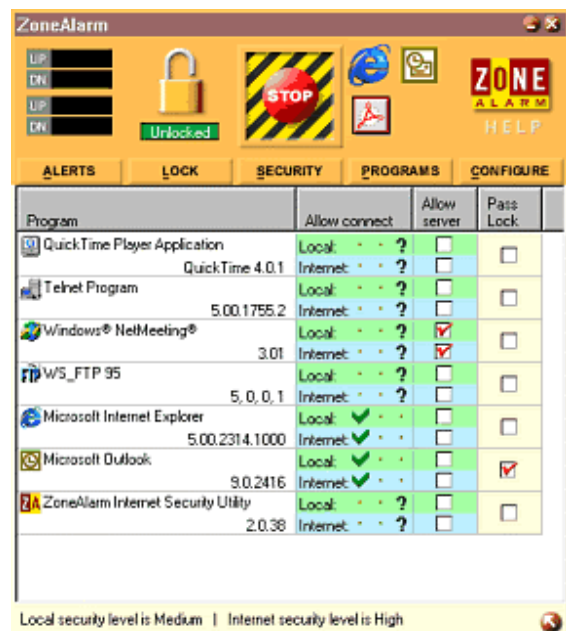 ZoneAlarm
UP
DN
UP
DN
Unlocked
STOP
ZONE
ALARM
HELP
ALERTS LOCK SECURITY PROGRAMS CONFIGURE
Program Allow connect Allow server Pass Lock
QuickTime Player Application Local: ?
QuickTime 4.0.1 Internet: ?
Telnet Program Local: ?
5.00.1755.2 Internet: ?
Windows® NetMeeting® Local: ?
3.01 Internet: ?
FTP WS_FTP 95 Local: ?
5, 0, 0, 1 Internet: ?
Microsoft Internet Explorer Local:
5.00.2314.1000 Internet:
Microsoft Outlook Local:
9.0.2416 Internet:
ZA ZoneAlarm Internet Security Utility Local: ?
2.0.38 Internet: ?
Local security level is Medium | Internet security level is High